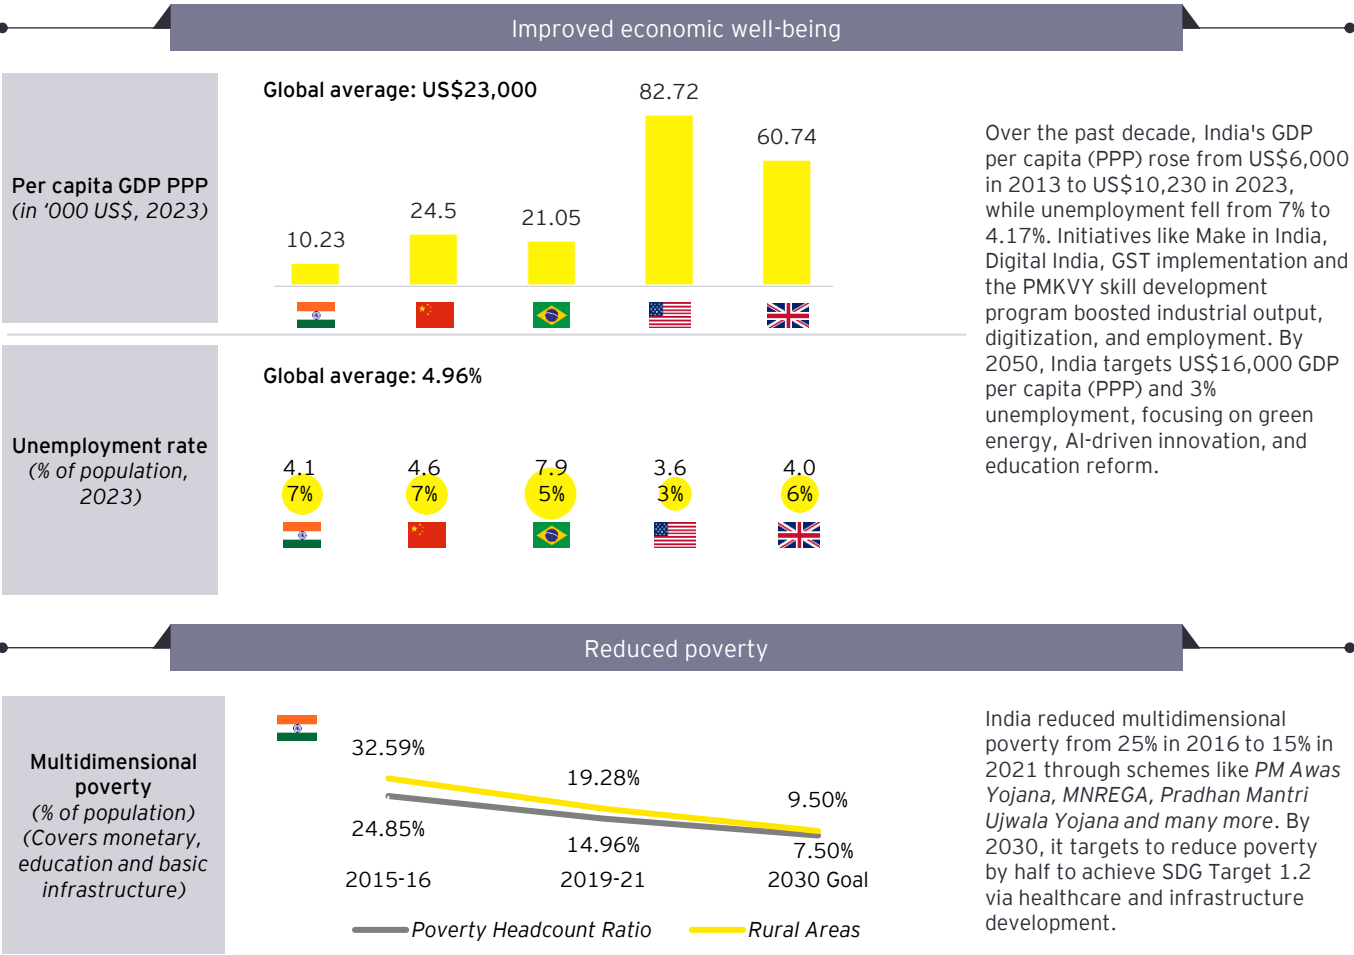 Improved economic well-being
Per capita GDP PPP
(in ‘000 US$, 2023)
Global average: US$23,000
10.23
24.5
21.05
82.72
60.74
Over the past decade, India's GDP
per capita (PPP) rose from US$6,000
in 2013 to US$10,230 in 2023,
while unemployment fell from 7% to
4.17%. Initiatives like Make in India,
Digital India, GST implementation and
the PMKVY skill development
program boosted industrial output,
digitization, and employment. By
2050, India targets US$16,000 GDP
per capita (PPP) and 3%
unemployment, focusing on green
energy, AI-driven innovation, and
education reform.
Unemployment rate
(% of population,
2023)
Global average: 4.96%
4.1
7%
4.6
7%
7.9
5%
3.6
3%
4.0
6%
Reduced poverty
Multidimensional
poverty
(% of population)
(Covers monetary,
education and basic
infrastructure)
32.59%
19.28%
9.50%
24.85%
14.96%
7.50%
2015-16
2019-21
2030 Goal
Poverty Headcount Ratio
Rural Areas
India reduced multidimensional
poverty from 25% in 2016 to 15% in
2021 through schemes like PM Awas
Yojana, MNREGA, Pradhan Mantri
Ujwala Yojana and many more. By
2030, it targets to reduce poverty
by half to achieve SDG Target 1.2
via healthcare and infrastructure
development.